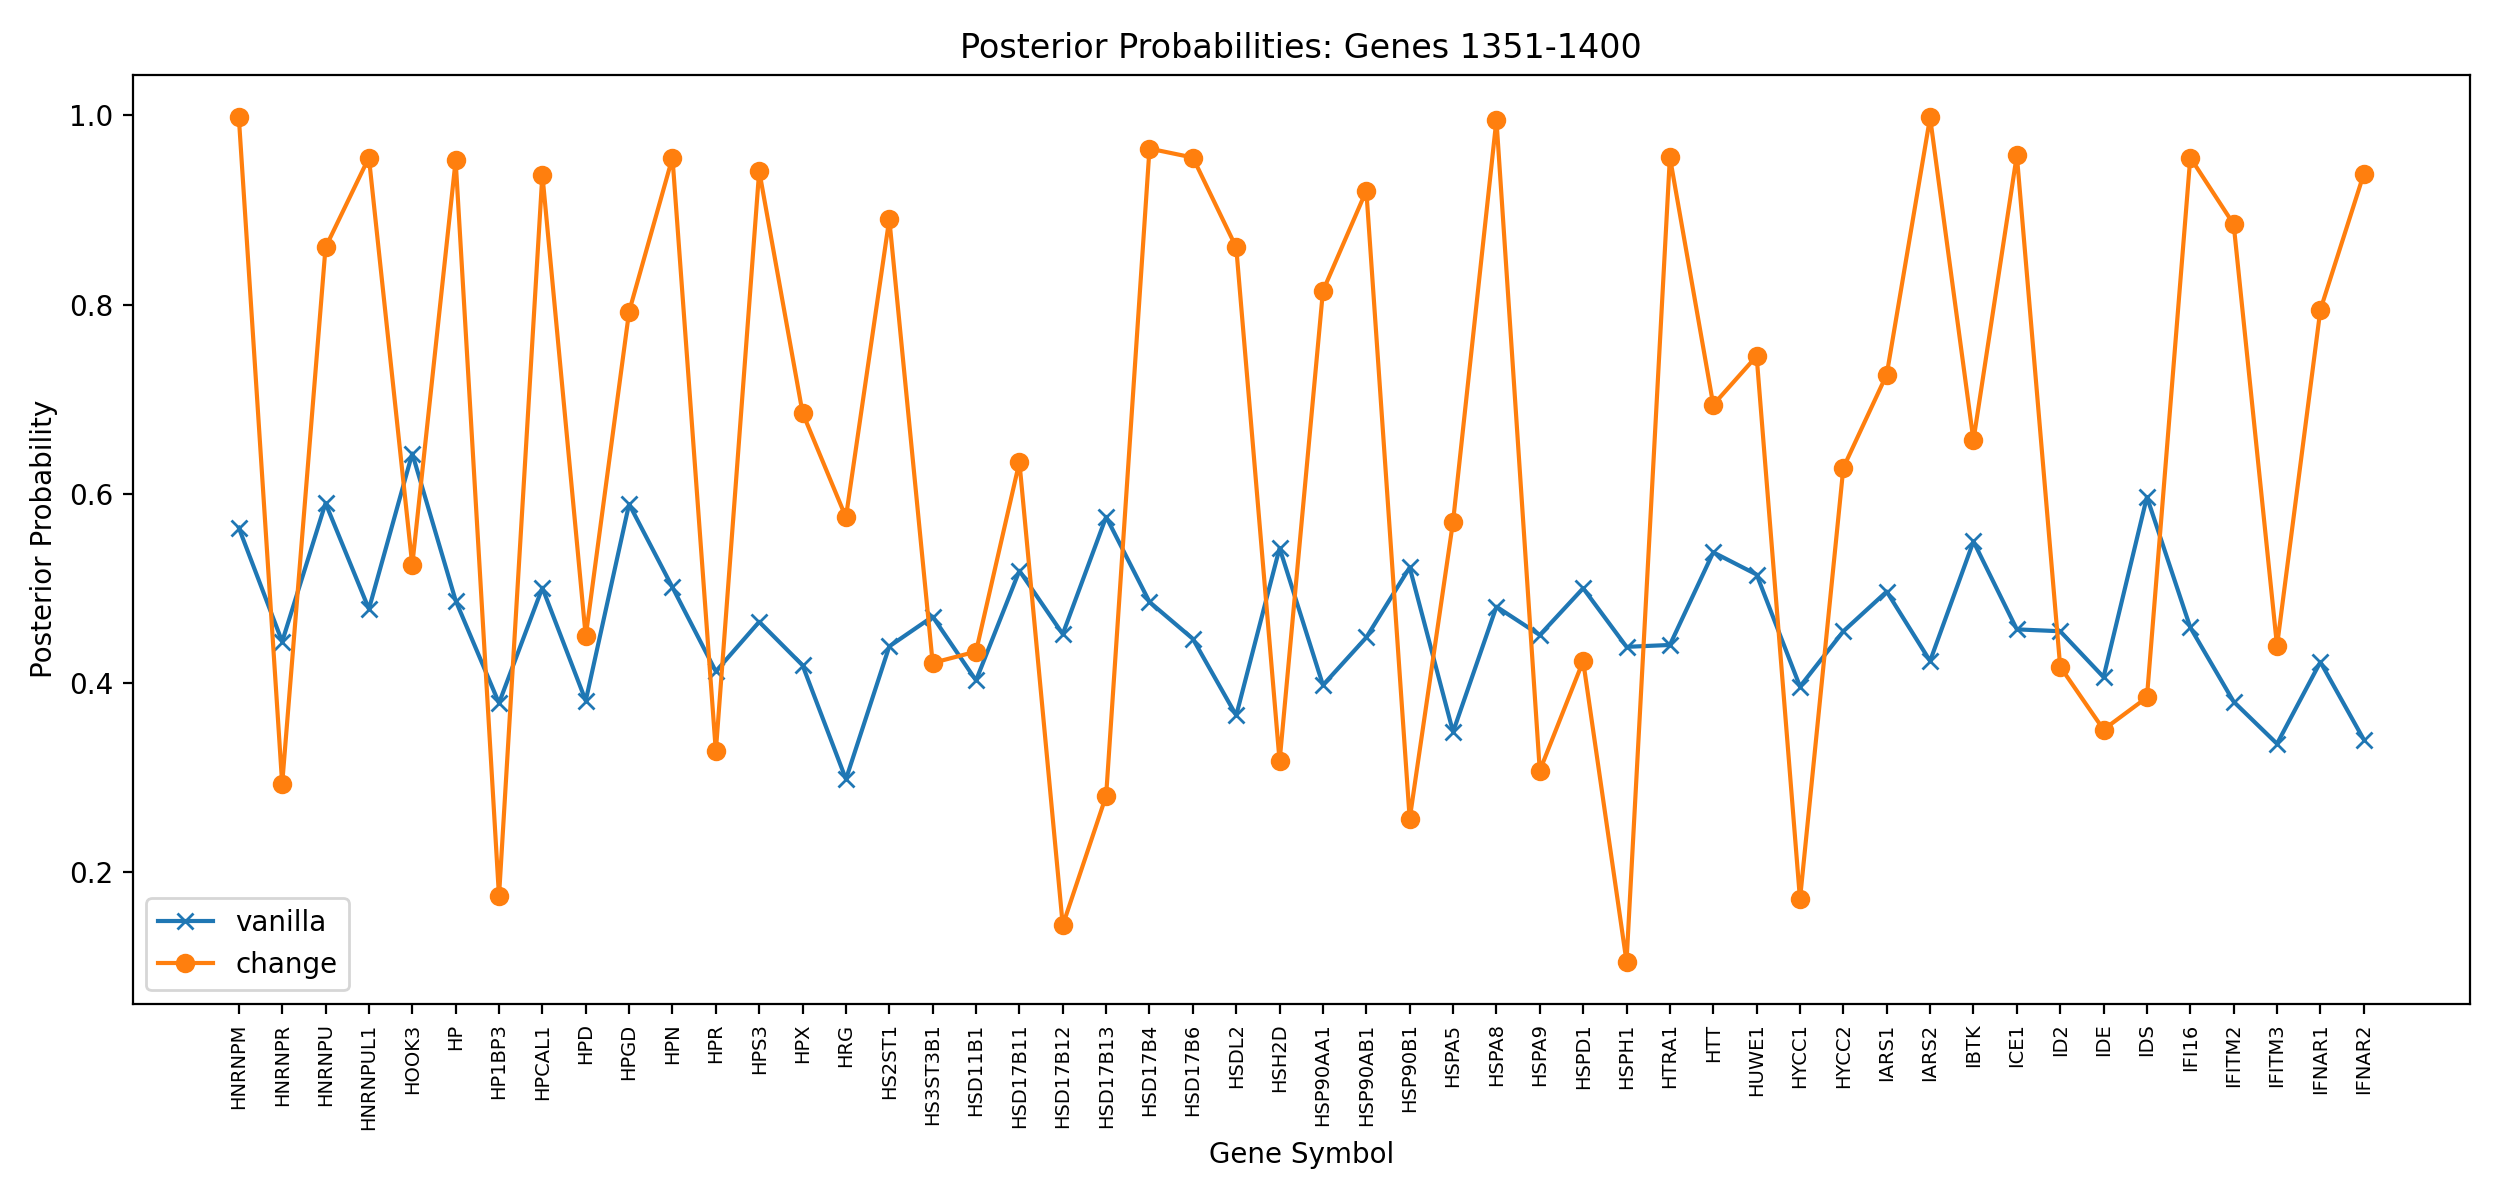 Posterior Probabilities: Genes 1351-1400
Posterior Probability
1.0
0.8
0.6
0.4
0.2
vanilla
change
HNRNPM
HNRNPR
HNRNPU
HNRNPUL1
HOOK3
HP
HP1BP3
HPCAL1
HPD
HPGD
HPN
HPR
HPS3
HPX
HRG
HS2ST1
HS3ST3B1
HSD11B1
HSD17B11
HSD17B12
HSD17B13
HSD17B4
HSD17B6
HSDL2
HSH2D
HSP90AA1
HSP90AB1
HSP90B1
HSPA5
HSPA8
HSPA9
HSPD1
HSPH1
HTRA1
HTT
HUWE1
HYCC1
HYCC2
IARS1
IARS2
IBTK
ICE1
ID2
IDE
IDS
IFI16
IFITM2
IFITM3
IFNAR1
IFNAR2
Gene Symbol